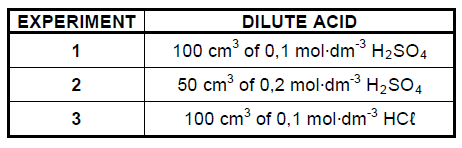 EXPERIMENT DILUTE ACID
1 100 cm³ of 0,1 mol·dm⁻³ H₂SO₄
2 50 cm³ of 0,2 mol·dm⁻³ H₂SO₄
3 100 cm³ of 0,1 mol·dm⁻³ HCℓ